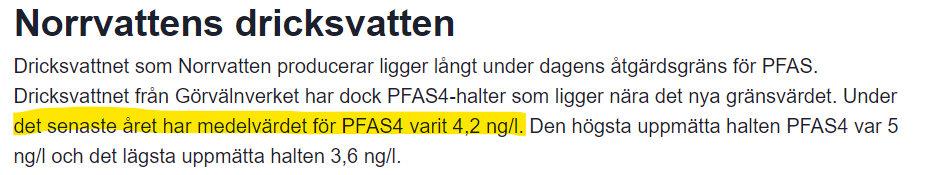 Norrvattens dricksvatten
Dricksvattnet som Norrvatten producerar ligger långt under dagens åtgärdsgräns för PFAS.
Dricksvattnet från Görvälnverket har dock PFAS4-halter som ligger nära det nya gränsvärdet. Under
det senaste året har medelvärdet för PFAS4 varit 4,2 ng/l. Den högsta uppmätta halten PFAS4 var 5
ng/l och det lägsta uppmätta halten 3,6 ng/l.